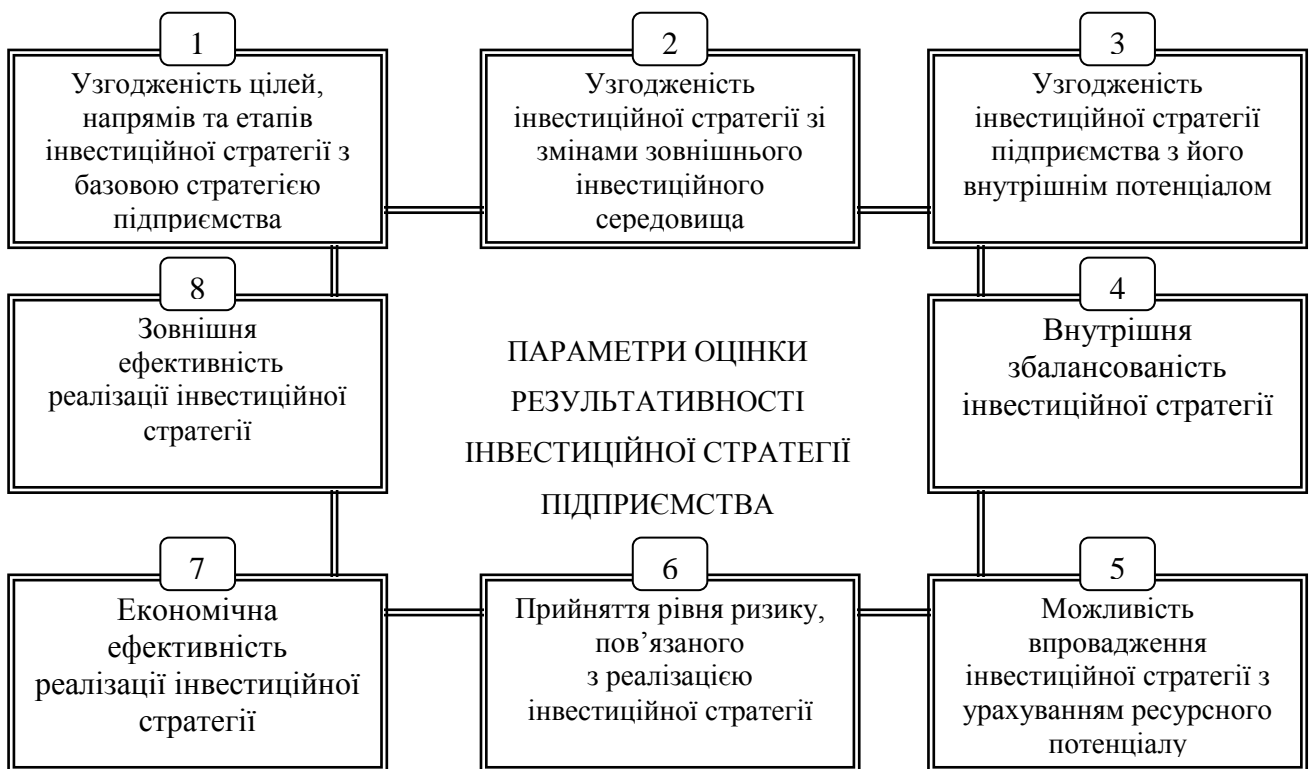 1
Узгодженість цілей,
напрямів та етапів
інвестиційної стратегії з
базовою стратегією
підприємства
2
Узгодженість
інвестиційної стратегії зі
змінами зовнішнього
інвестиційного
середовища
3
Узгодженість
інвестиційної стратегії
підприємства з його
внутрішнім потенціалом
8
Зовнішня
ефективність
реалізації інвестиційної
стратегії
ПАРАМЕТРИ ОЦІНКИ
РЕЗУЛЬТАТИВНОСТІ
ІНВЕСТИЦІЙНОЇ СТРАТЕГІЇ
ПІДПРИЄМСТВА
4
Внутрішня
збалансованість
інвестиційної стратегії
7
Економічна
ефективність
реалізації інвестиційної
стратегії
6
Прийняття рівня ризику,
пов’язаного
з реалізацією
інвестиційної стратегії
5
Можливість
впровадження
інвестиційної стратегії з
урахуванням ресурсного
потенціалу